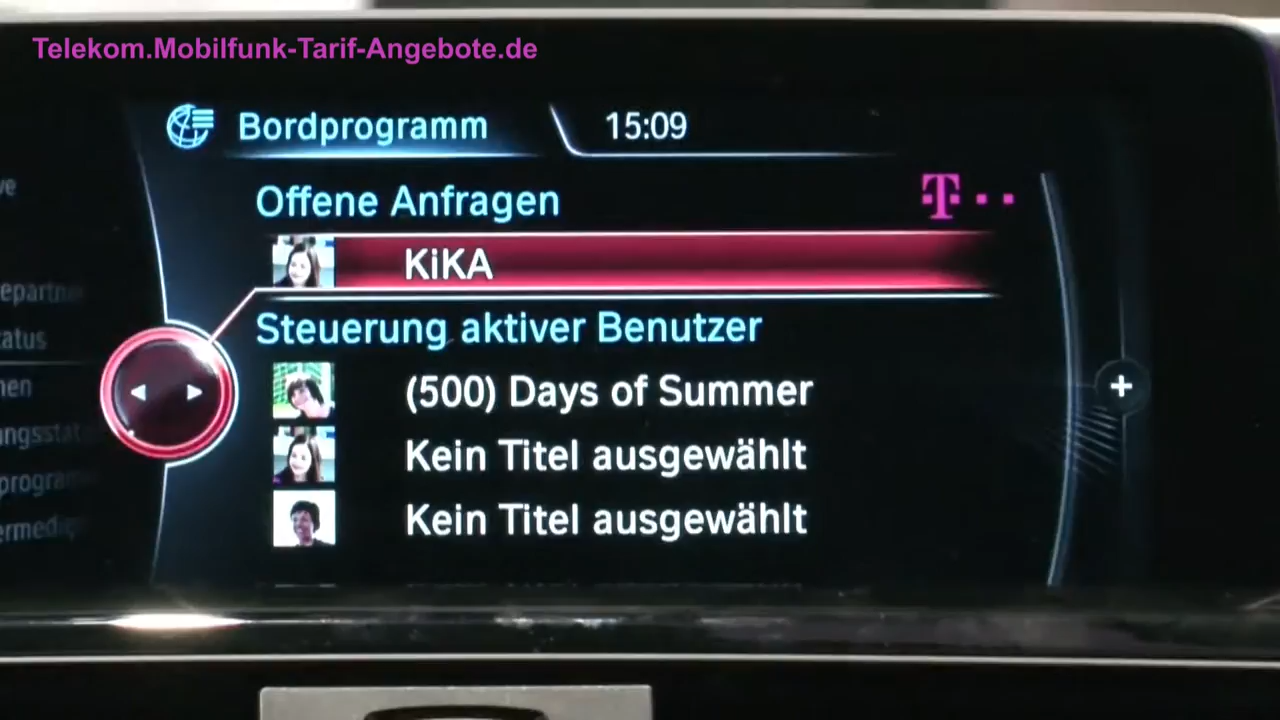 Telekom.Mobilfunk-Tarif-Angebote.de
Bordprogramm
15:09
Offene Anfragen
T
KiKA
Steuerung aktiver Benutzer
(500) Days of Summer
Kein Titel ausgewählt
Kein Titel ausgewählt